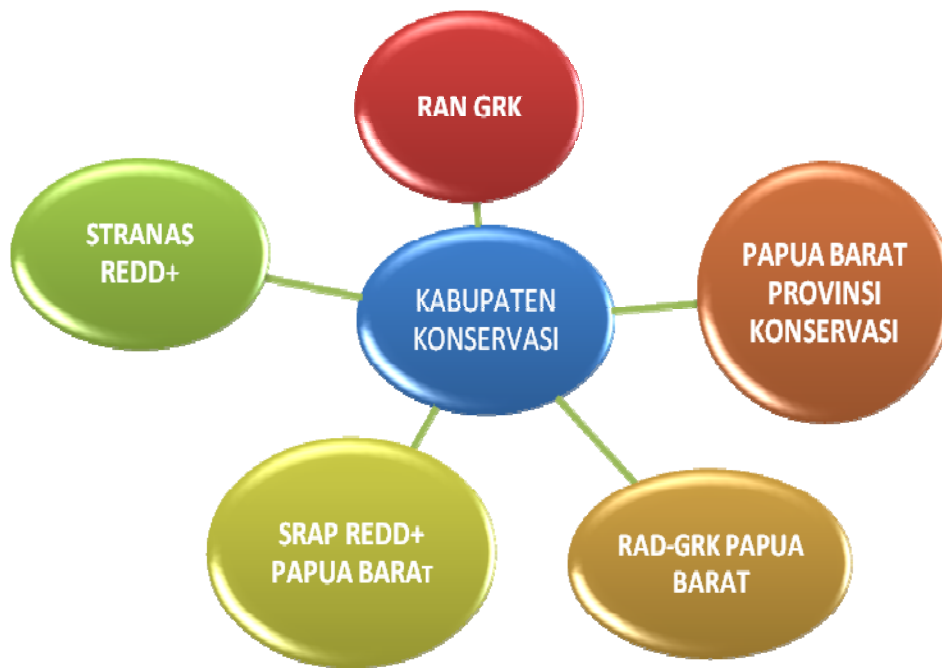 RAN GRK
STRANAS
REDD+
PAPUA BARAT
PROVINSI
KONSERVASI
KABUPATEN
KONSERVASI
SRAP REDD+
PAPUA BARAT
RAD-GRK PAPUA
BARAT